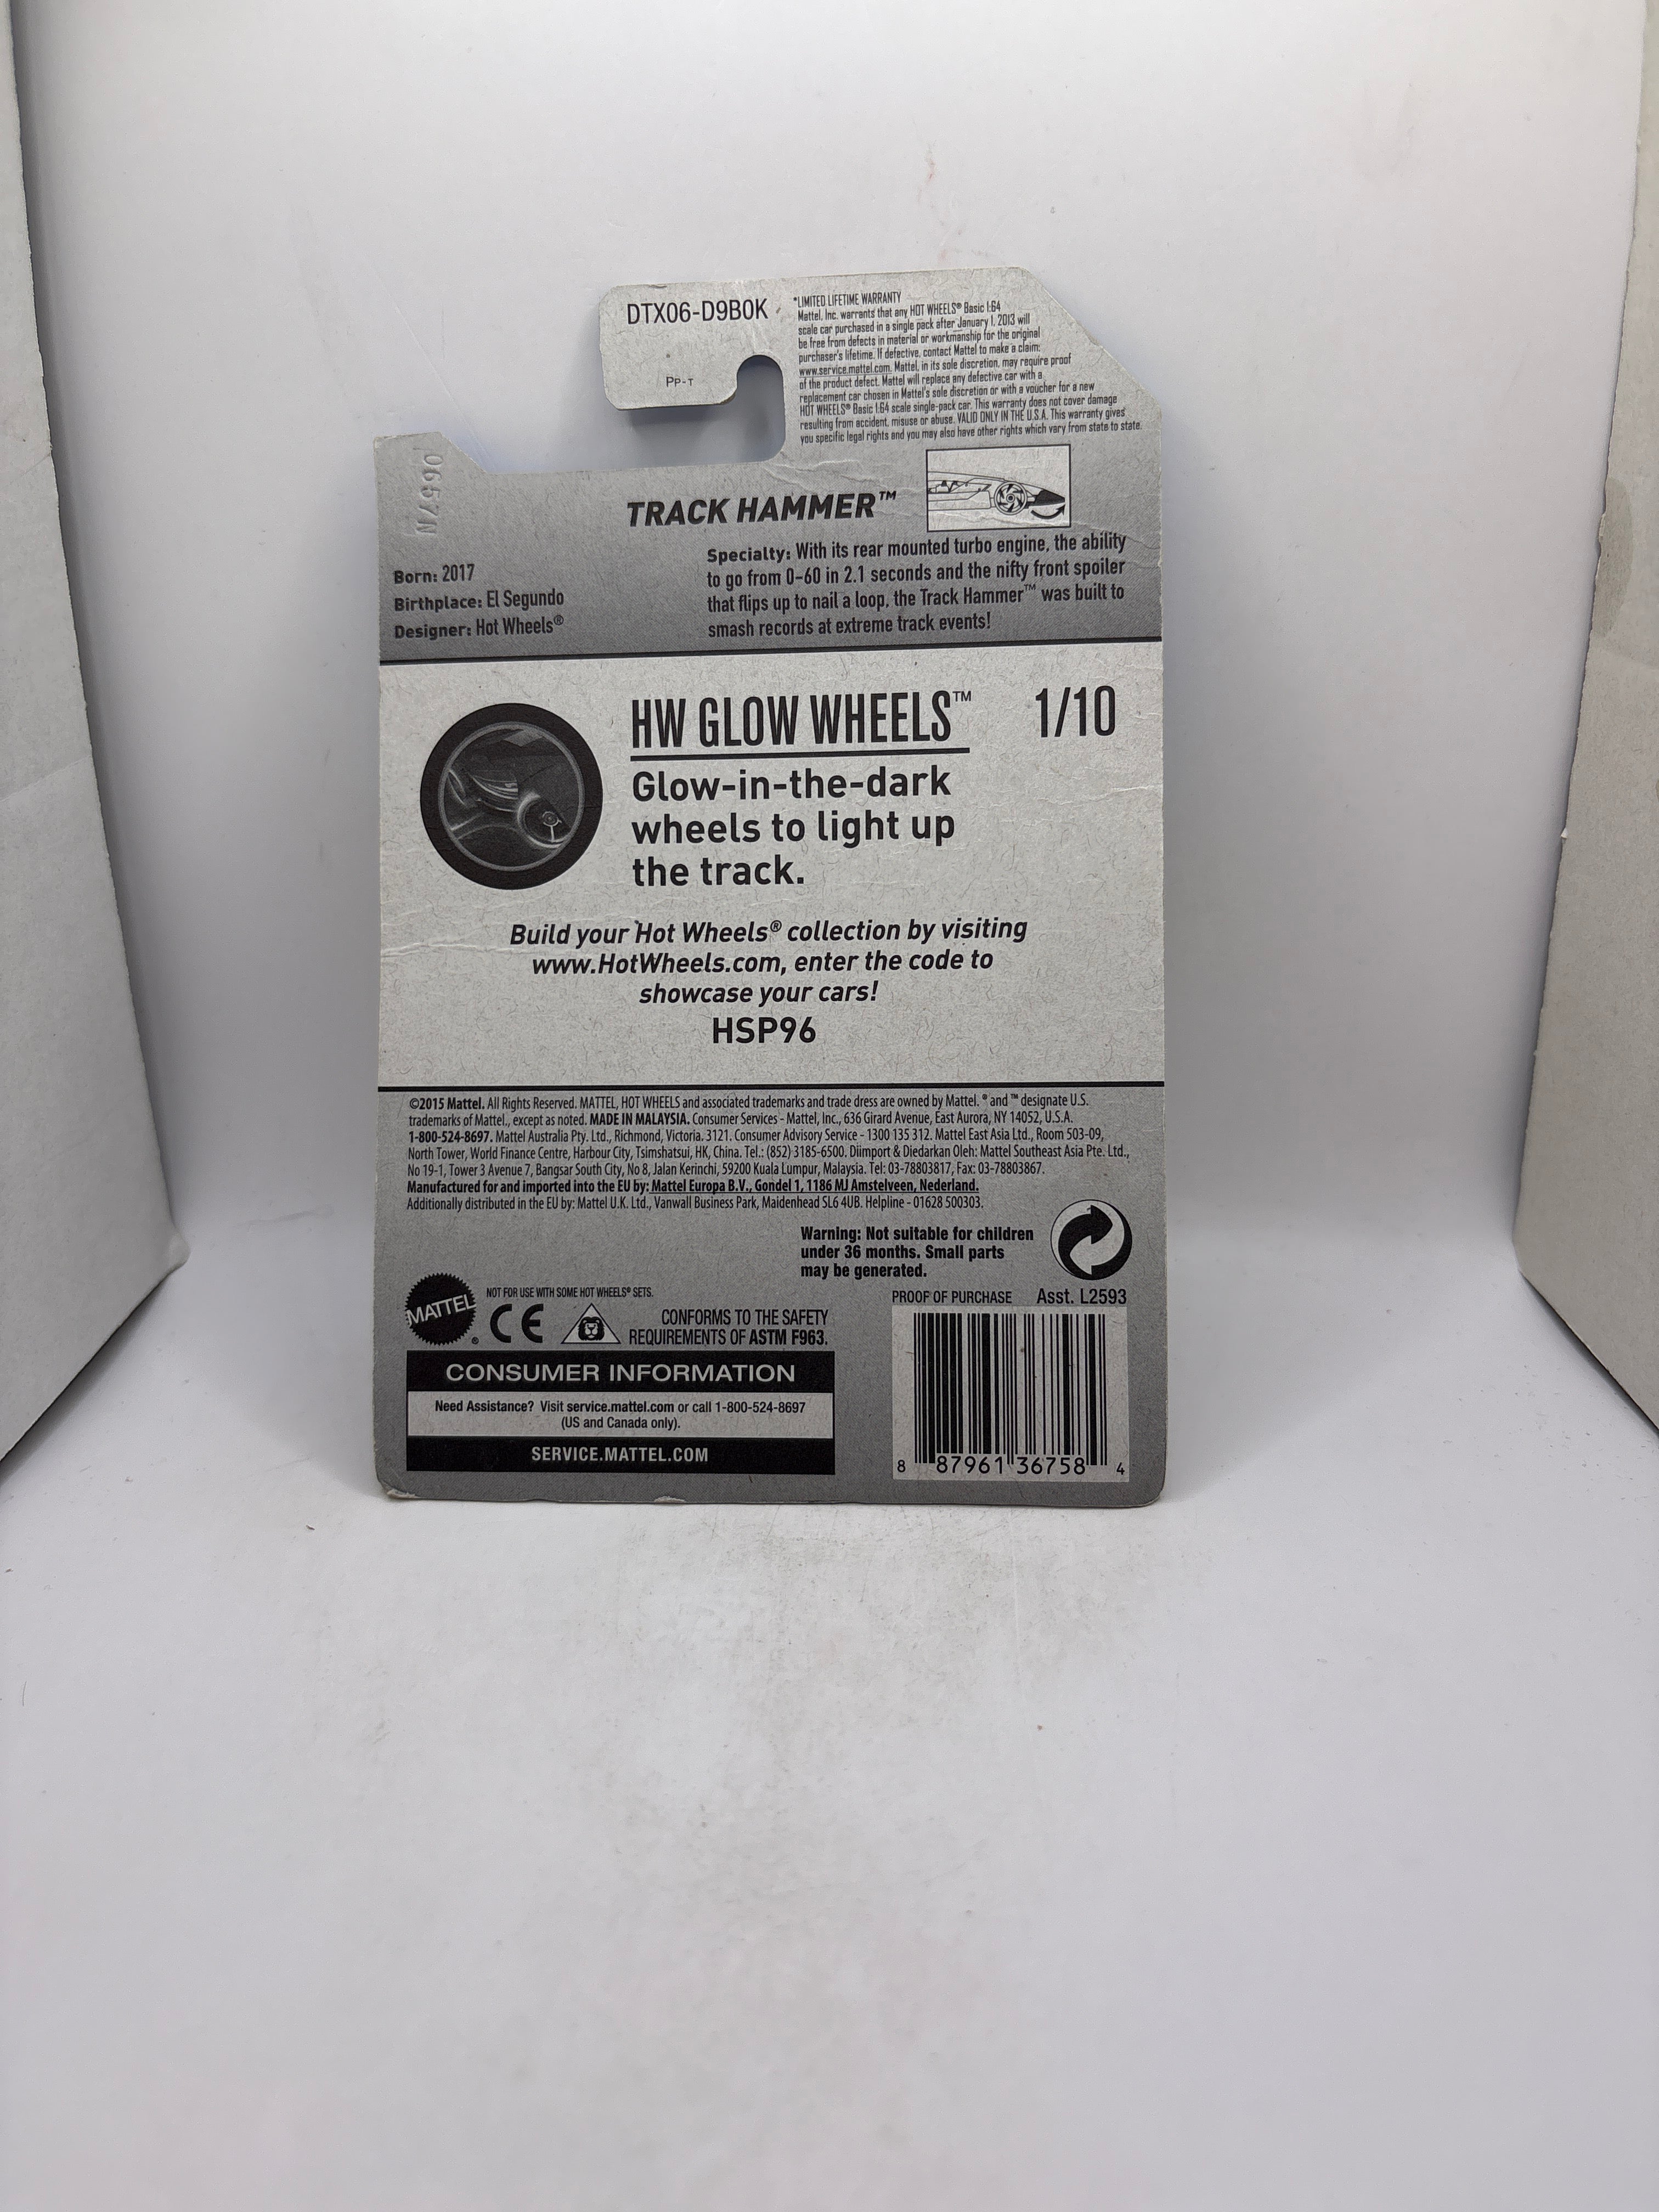 DTX06-D9B0K
PP-T
*LIMITED LIFETIME WARRANTY
Mattel, Inc. warrants that any HOT WHEELS® Basic 1:64
scale car purchased in a single pack after January 1, 2013 will
be free from defects in material or workmanship for the original
purchaser's lifetime. If defective, contact Mattel to make a claim:
www.service.mattel.com. Mattel, in its sole discretion, may require proof
of the product defect. Mattel will replace any defective car with a
replacement car chosen in Mattel's sole discretion or with a voucher for a new
HOT WHEELS® Basic 1:64 scale single-pack car. This warranty does not cover damage
resulting from accident, misuse or abuse. VALID ONLY IN THE U.S.A. This warranty gives
you specific legal rights and you may also have other rights which vary from state to state.
0657N
TRACK HAMMER™
Born: 2017
Birthplace: El Segundo
Designer: Hot Wheels®
Specialty: With its rear mounted turbo engine, the ability
to go from 0-60 in 2.1 seconds and the nifty front spoiler
that flips up to nail a loop, the Track Hammer™ was built to
smash records at extreme track events!
HW GLOW WHEELS™ 1/10
Glow-in-the-dark
wheels to light up
the track.
Build your Hot Wheels® collection by visiting
www.HotWheels.com, enter the code to
showcase your cars!
HSP96
©2015 Mattel. All Rights Reserved. MATTEL, HOT WHEELS and associated trademarks and trade dress are owned by Mattel. ® and ™ designate U.S.
trademarks of Mattel., except as noted. MADE IN MALAYSIA. Consumer Services - Mattel, Inc., 636 Girard Avenue, East Aurora, NY 14052, U.S.A.
1-800-524-8697. Mattel Australia Pty. Ltd., Richmond, Victoria. 3121. Consumer Advisory Service - 1300 135 312. Mattel East Asia Ltd., Room 503-09,
North Tower, World Finance Centre, Harbour City, Tsimshatsui, HK, China. Tel.: (852) 3185-6500. Diimport & Diedarkan Oleh: Mattel Southeast Asia Pte. Ltd.,
No 19-1, Tower 3 Avenue 7, Bangsar South City, No 8, Jalan Kerinchi, 59200 Kuala Lumpur, Malaysia. Tel: 03-78803817, Fax: 03-78803867.
Manufactured for and imported into the EU by: Mattel Europa B.V., Gondel 1, 1186 MJ Amstelveen, Nederland.
Additionally distributed in the EU by: Mattel U.K. Ltd., Vanwall Business Park, Maidenhead SL6 4UB. Helpline - 01628 500303.
Warning: Not suitable for children
under 36 months. Small parts
may be generated.
MATTEL®
NOT FOR USE WITH SOME HOT WHEELS® SETS.
CE
CONFORMS TO THE SAFETY
REQUIREMENTS OF ASTM F963.
PROOF OF PURCHASE Asst. L2593
CONSUMER INFORMATION
Need Assistance? Visit service.mattel.com or call 1-800-524-8697
(US and Canada only).
SERVICE.MATTEL.COM
8 87961 36758 4